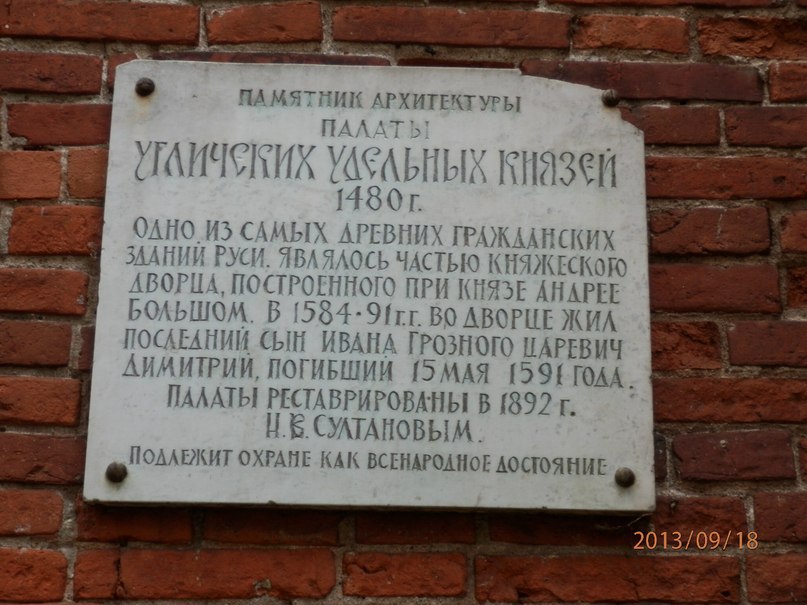 ПАМЯТНИК АРХИТЕКТУРЫ
ПАЛАТЫ
УГЛИЧСКИХ УДЕЛЬНЫХ КНЯЗЕЙ
1480 Г.
ОДНО ИЗ САМЫХ ДРЕВНИХ ГРАЖДАНСКИХ
ЗДАНИЙ РУСИ. ЯВЛЯЛОСЬ ЧАСТЬЮ КНЯЖЕСКОГО
ДВОРЦА, ПОСТРОЕННОГО ПРИ КНЯЗЕ АНДРЕЕ
БОЛЬШОМ. В 1584-91 Г.Г. ВО ДВОРЦЕ ЖИЛ
ПОСЛЕДНИЙ СЫН ИВАНА ГРОЗНОГО ЦАРЕВИЧ
ДИМИТРИЙ, ПОГИБШИЙ 15 МАЯ 1591 ГОДА.
ПАЛАТЫ РЕСТАВРИРОВАНЫ В 1892 Г.
Н.В. СУЛТАНОВЫМ.
ПОДЛЕЖИТ ОХРАНЕ КАК ВСЕНАРОДНОЕ ДОСТОЯНИЕ
2013/09/18